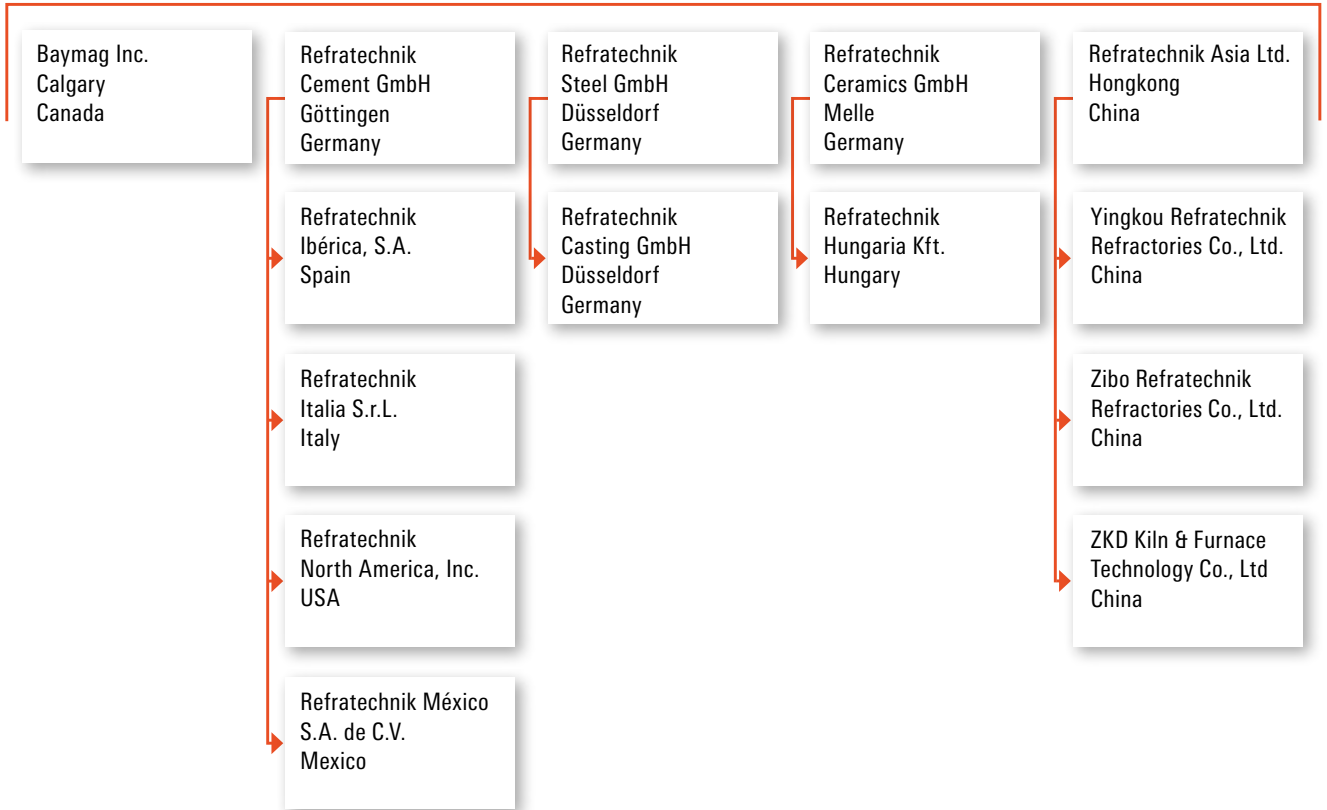 Baymag Inc.
Calgary
Canada
Refratechnik
Cement GmbH
Göttingen
Germany
Refratechnik
Steel GmbH
Düsseldorf
Germany
Refratechnik
Ceramics GmbH
Melle
Germany
Refratechnik Asia Ltd.
Hongkong
China
Refratechnik
Ibérica, S.A.
Spain
Refratechnik
Casting GmbH
Düsseldorf
Germany
Refratechnik
Hungaria Kft.
Hungary
Yingkou Refratechnik
Refractories Co., Ltd.
China
Refratechnik
Italia S.r.L.
Italy
Zibo Refratechnik
Refractories Co., Ltd.
China
Refratechnik
North America, Inc.
USA
ZKD Kiln & Furnace
Technology Co., Ltd
China
Refratechnik México
S.A. de C.V.
Mexico